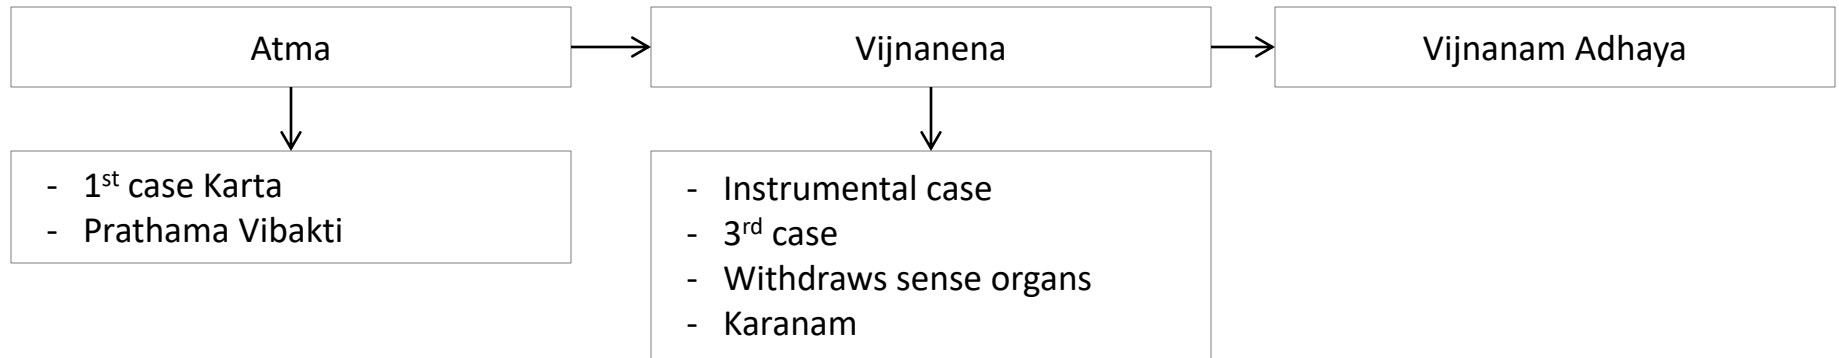 Atma
Vijnanena
Vijnanam Adhaya
- 1st case Karta
- Prathama Vibakti
- Instrumental case
- 3rd case
- Withdraws sense organs
- Karanam